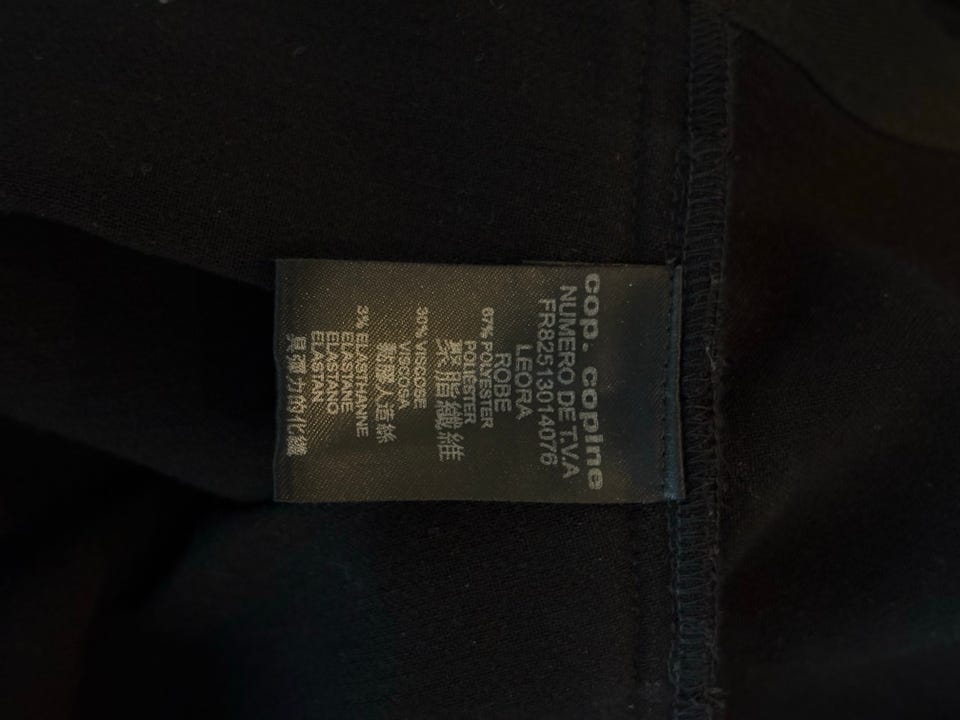 cop. copine
NUMERO DE T.V.A
FR82513014076
LEORA
ROBE
67% POLYESTER
POLIESTER
聚脂纖維
30% VISCOSE
VISCOSA
黏膠人造絲
3% ELASTHANNE
ELASTANE
ELASTANO
ELASTAN
具彈力的化纖